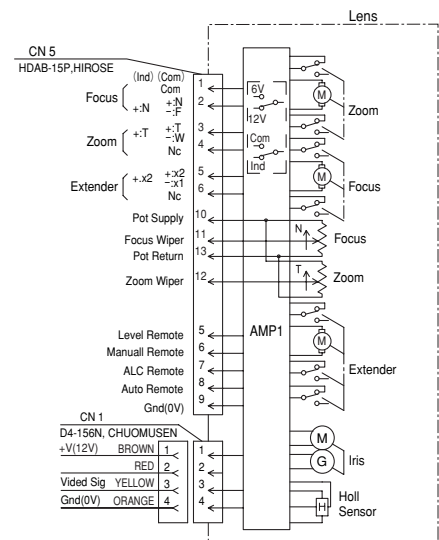 Lens
CN 5
HDAB-15P,HIROSE
(Ind) (Com)
Com
Focus +:N +:N
-:F
Zoom +:T +:T
-:W
Nc
Extender +.x2 +:x2
-:x1
Nc
1
2
3
4
5
6
Pot Supply 10
Focus Wiper 11
Pot Return 13
Zoom Wiper 12
Level Remote 5
Manuall Remote 6
ALC Remote 7
Auto Remote 8
Gnd(0V) 9
6V
12V
Com
Ind
AMP1
M
Zoom
M
Focus
N
Focus
T
Zoom
M
Extender
M
G
Iris
H
Holl
Sensor
CN 1
D4-156N, CHUOMUSEN
+V(12V) BROWN 1 1
RED 2 2
Vided Sig YELLOW 3 3
Gnd(0V) ORANGE 4 4